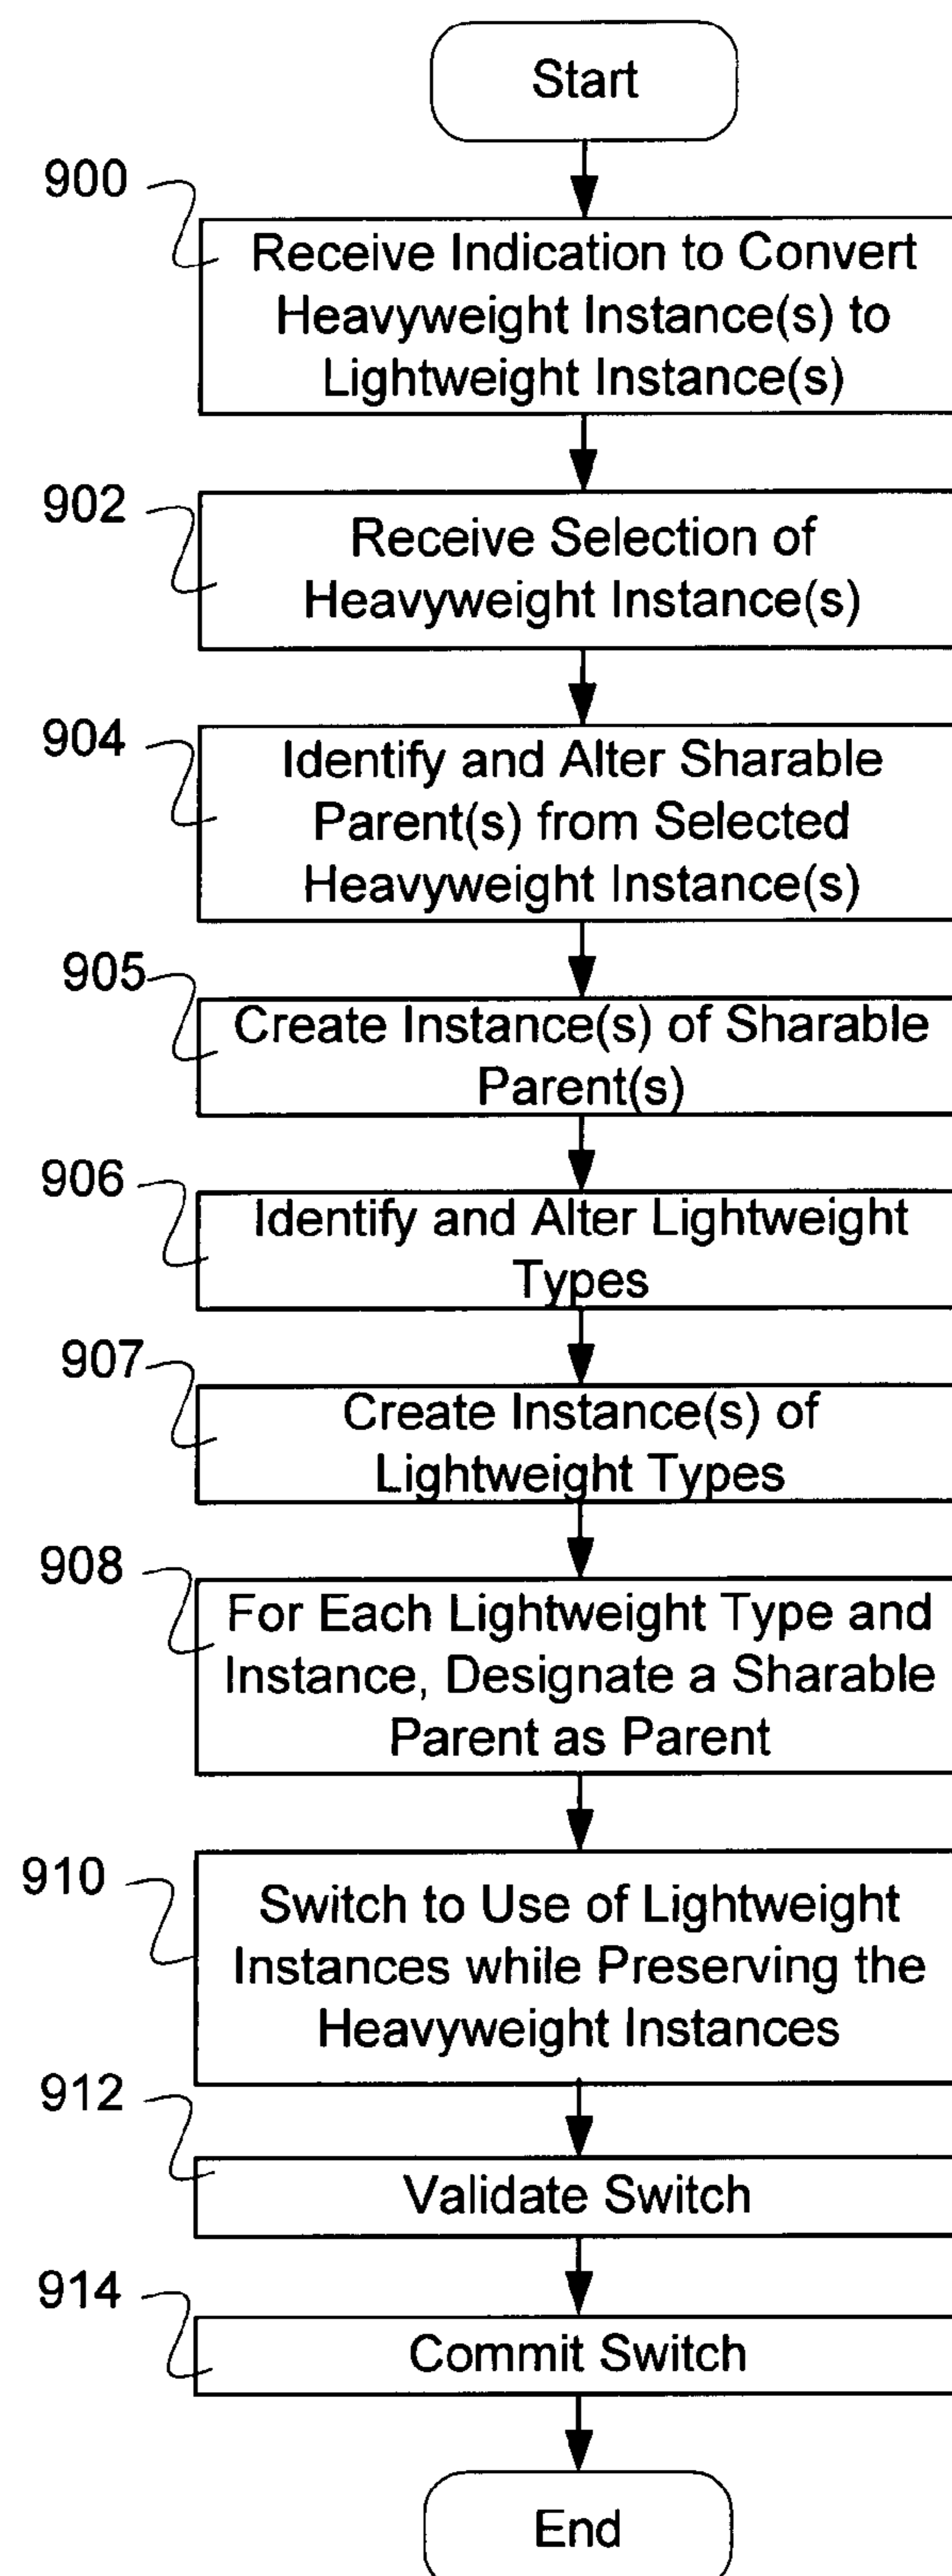 Start
900
Receive Indication to Convert
Heavyweight Instance(s) to
Lightweight Instance(s)
902
Receive Selection of
Heavyweight Instance(s)
904
Identify and Alter Sharable
Parent(s) from Selected
Heavyweight Instance(s)
905
Create Instance(s) of Sharable
Parent(s)
906
Identify and Alter Lightweight
Types
907
Create Instance(s) of
Lightweight Types
908
For Each Lightweight Type and
Instance, Designate a Sharable
Parent as Parent
910
Switch to Use of Lightweight
Instances while Preserving the
Heavyweight Instances
912
Validate Switch
914
Commit Switch
End